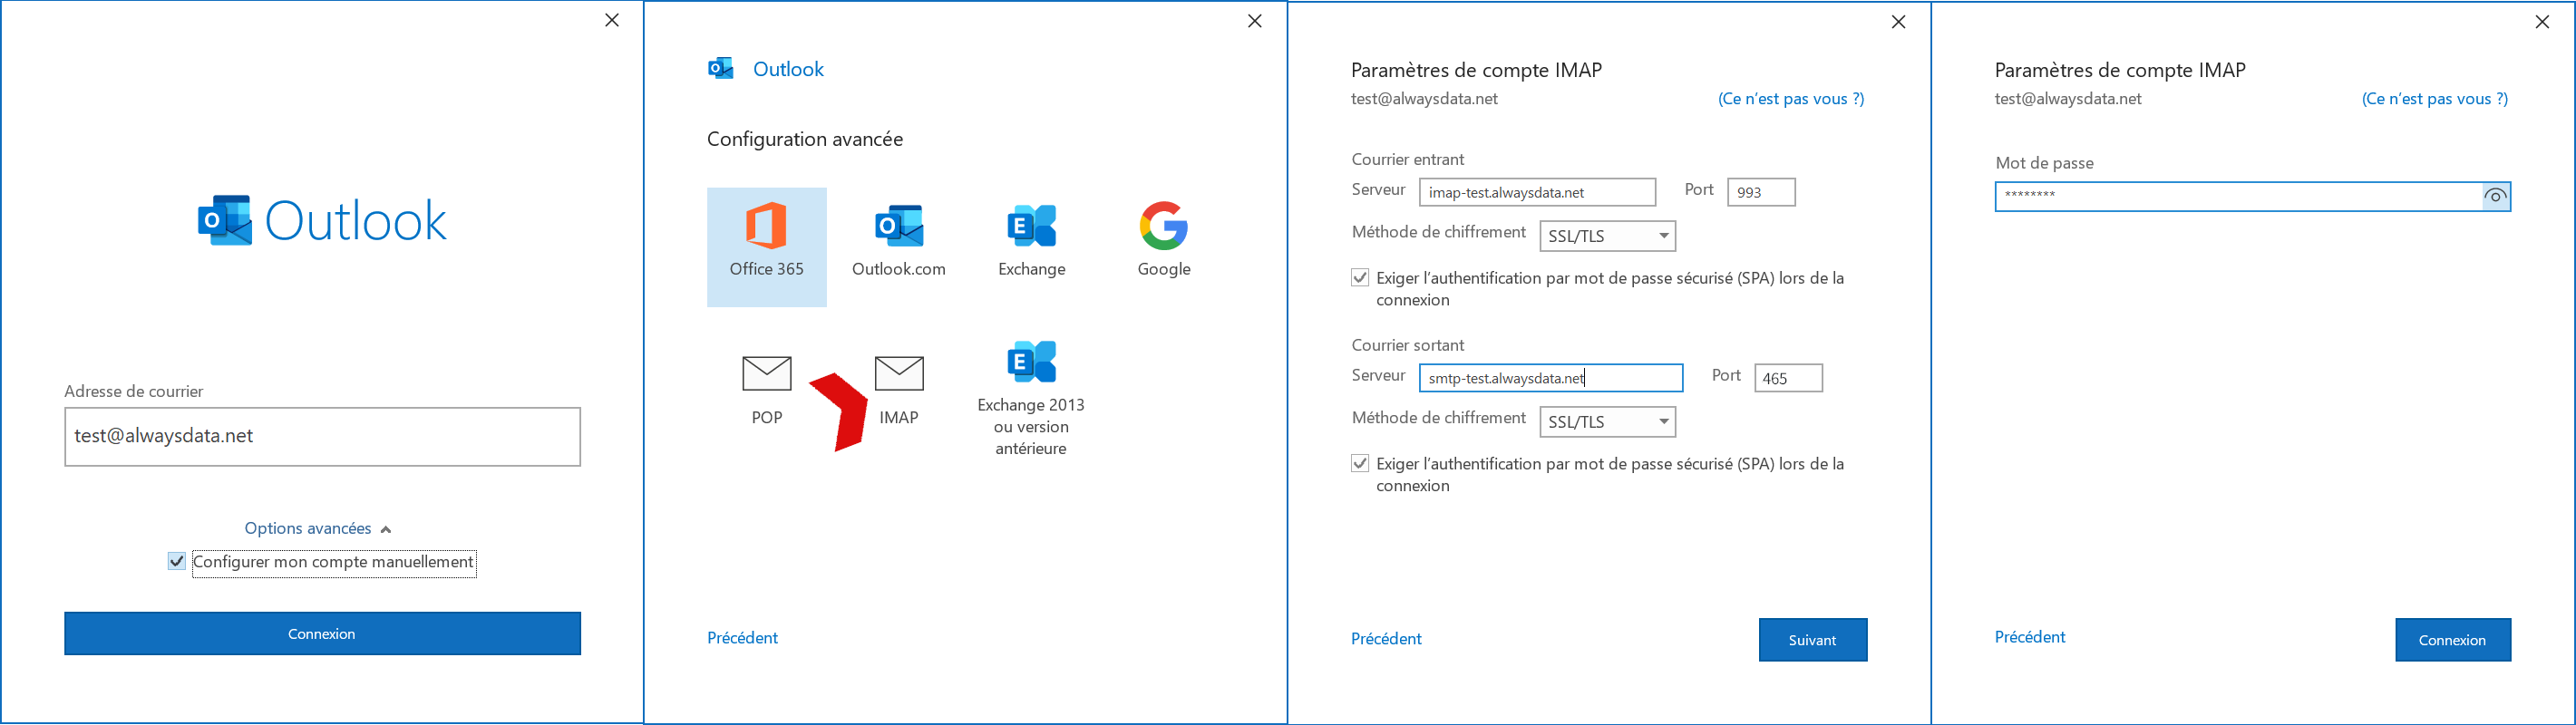 Outlook
Adresse de courrier
test@alwaysdata.net
Options avancées
Configurer mon compte manuellement
Connexion
Outlook
Configuration avancée
Office 365
Outlook.com
Exchange
Google
POP
IMAP
Exchange 2013
ou version
antérieure
Précédent
Paramètres de compte IMAP
test@alwaysdata.net (Ce n'est pas vous ?)
Courrier entrant
Serveur imap-test.alwaysdata.net Port 993
Méthode de chiffrement SSL/TLS
Exiger l'authentification par mot de passe sécurisé (SPA) lors de la
connexion
Courrier sortant
Serveur smtp-test.alwaysdata.net Port 465
Méthode de chiffrement SSL/TLS
Exiger l'authentification par mot de passe sécurisé (SPA) lors de la
connexion
Précédent Suivant
Paramètres de compte IMAP
test@alwaysdata.net (Ce n'est pas vous ?)
Mot de passe
********
Précédent Connexion